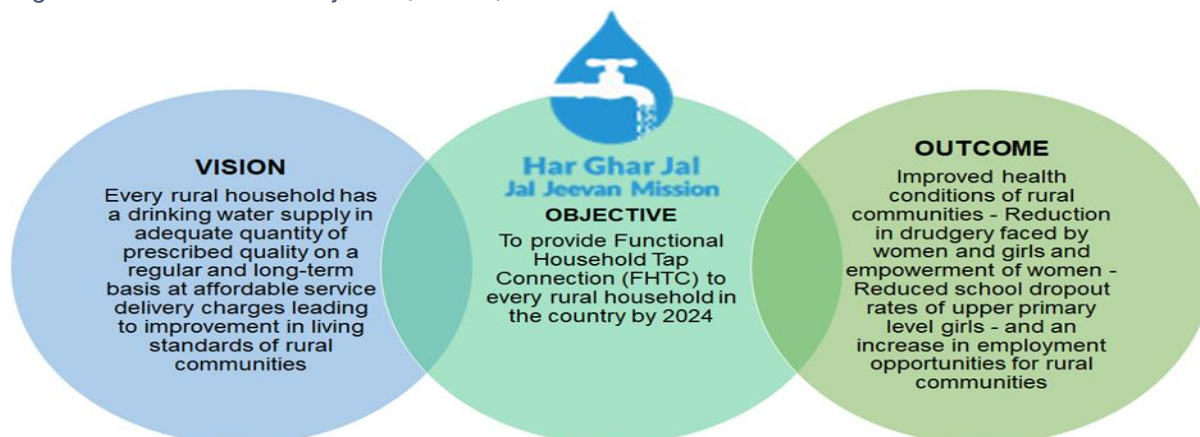 VISION
Every rural household has
a drinking water supply in
adequate quantity of
prescribed quality on a
regular and long-term
basis at affordable service
delivery charges leading
to improvement in living
standards of rural
communities
Har Ghar Jal
Jal Jeevan Mission
OBJECTIVE
To provide Functional
Household Tap
Connection (FHTC) to
every rural household in
the country by 2024
OUTCOME
Improved health
conditions of rural
communities - Reduction
in drudgery faced by
women and girls and
empowerment of women -
Reduced school dropout
rates of upper primary
level girls - and an
increase in employment
opportunities for rural
communities